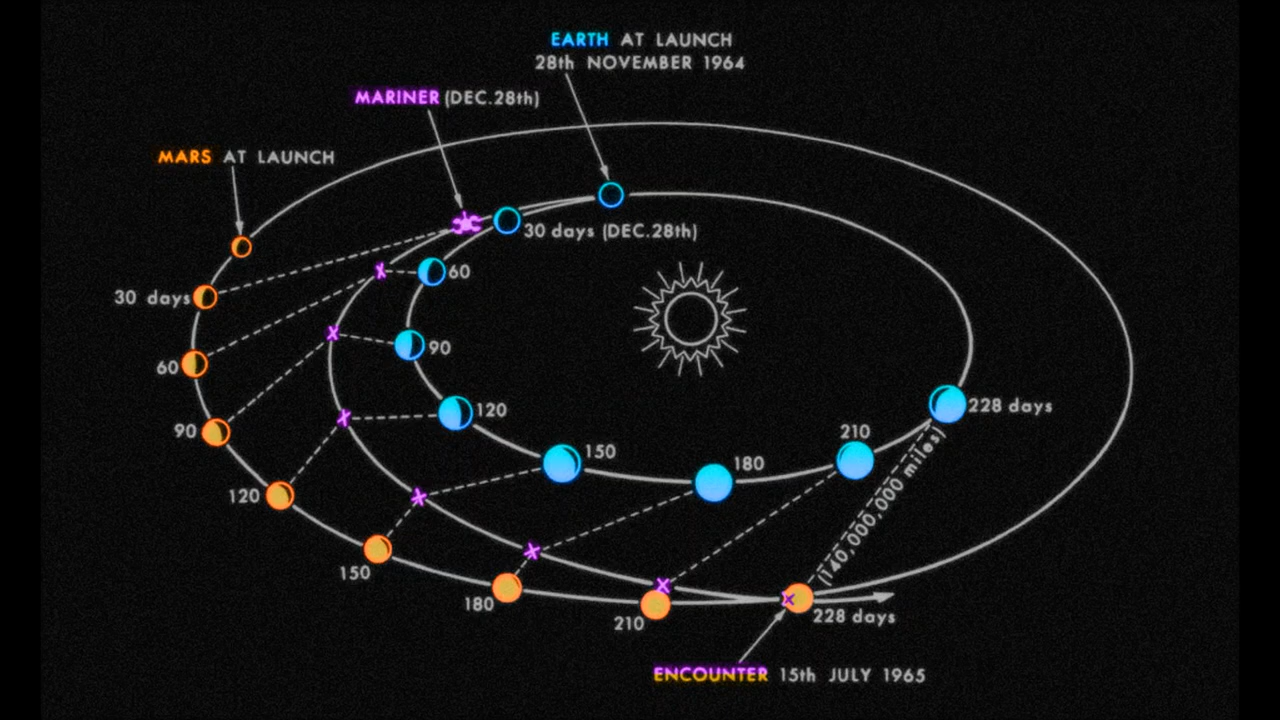 EARTH AT LAUNCH
28th NOVEMBER 1964
MARINER (DEC.28th)
MARS AT LAUNCH
30 days (DEC.28th)
60
30 days
90
60
228 days
120
210
90
150
180
120
(140,000,000 miles)
150
180
210
228 days
ENCOUNTER 15th JULY 1965